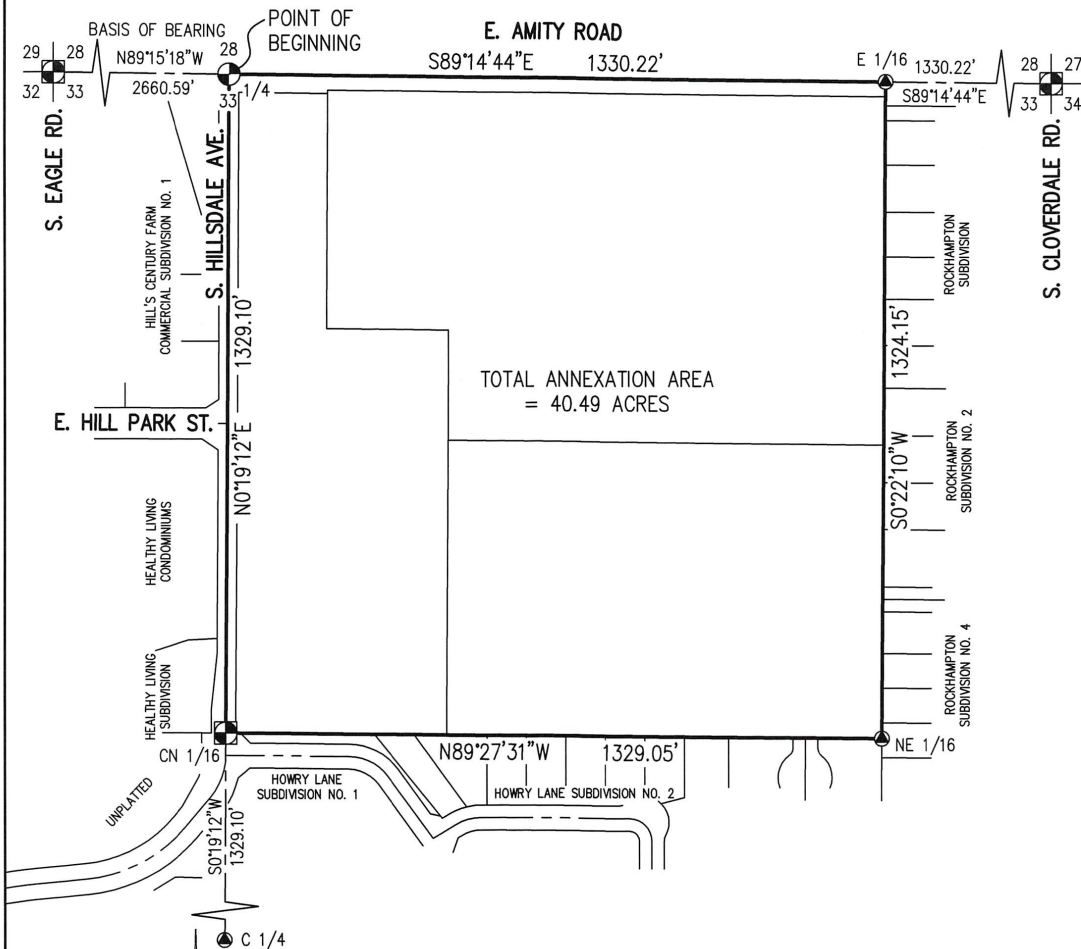 BASIS OF BEARING
POINT OF
BEGINNING
E. AMITY ROAD
29 28
N89°15'18"W
28
S89°14'44"E 1330.22'
E 1/16
1330.22'
28 27
32 33
2660.59'
33
1/4
S89°14'44"E
33 34
S. EAGLE RD.
S. HILLSDALE AVE.
S. CLOVERDALE RD.
HILL'S CENTURY FARM
COMMERCIAL SUBDIVISION NO. 1
ROCKHAMPTON
SUBDIVISION
1329.10'
N0°19'12"E
1324.15'
S0°22'10"W
TOTAL ANNEXATION AREA
= 40.49 ACRES
E. HILL PARK ST.
ROCKHAMPTON
SUBDIVISION NO. 2
HEALTHY LIVING
CONDOMINIUMS
HEALTHY LIVING
SUBDIVISION
ROCKHAMPTON
SUBDIVISION NO. 4
CN 1/16
N89°27'31"W 1329.05'
NE 1/16
UNPLATTED
HOWRY LANE
SUBDIVISION NO. 1
HOWRY LANE SUBDIVISION NO. 2
S0°19'12"W
1329.10'
C 1/4